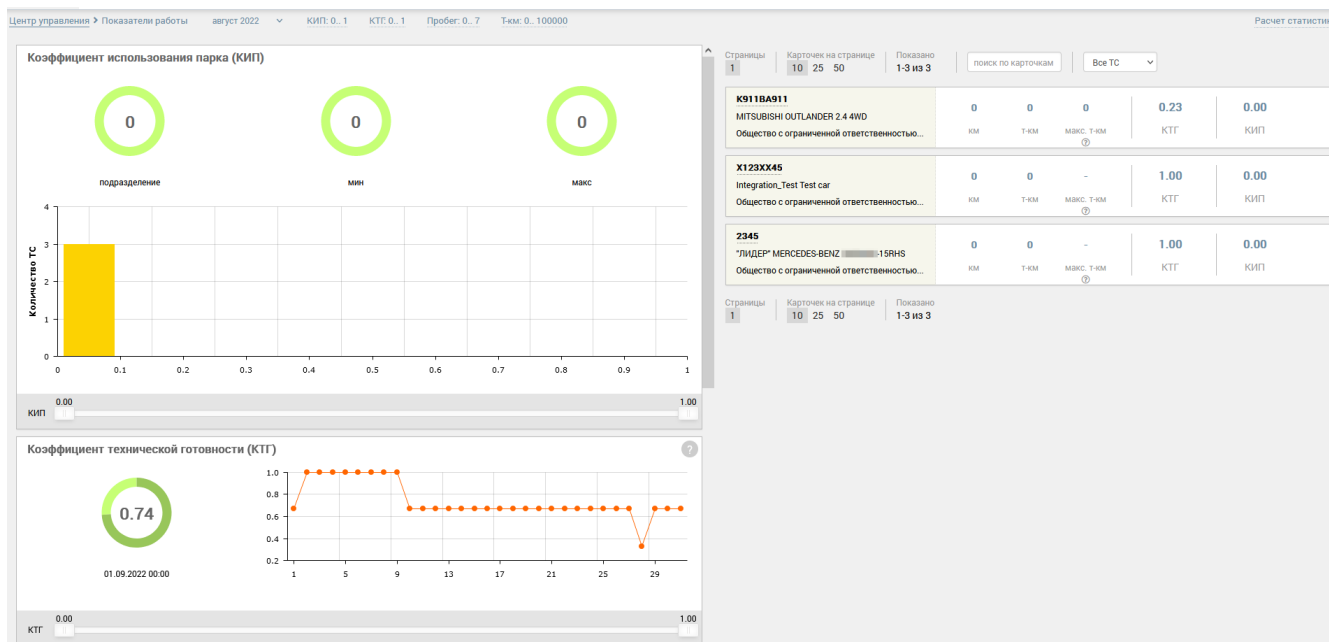 Центр управления > Показатели работы август 2022 КИП: 0.. 1 КТГ: 0.. 1 Пробег: 0.. 7 Т-км: 0.. 100000 Расчет статистик
Коэффициент использования парка (КИП)
0 0 0
подразделение мин макс
Количество ТС
4
3
2
1
0
0 0.1 0.2 0.3 0.4 0.5 0.6 0.7 0.8 0.9 1
0.00 1.00
КИП
Коэффициент технической готовности (КТГ) ?
0.74
01.09.2022 00:00
1.0
0.8
0.6
0.4
0.2
1 5 9 13 17 21 25 29
0.00 1.00
КТГ
Страницы Карточек на странице Показано
1 10 25 50 1-3 из 3 поиск по карточкам Все ТС
K911BA911
MITSUBISHI OUTLANDER 2.4 4WD
Общество с ограниченной ответственностью...
0 0 0 0.23 0.00
км т-км макс. т-км КТГ КИП
?
X123XX45
Integration_Test Test car
Общество с ограниченной ответственностью...
0 0 - 1.00 0.00
км т-км макс. т-км КТГ КИП
?
2345
"ЛИДЕР" MERCEDES-BENZ -15RHS
Общество с ограниченной ответственностью...
0 0 - 1.00 0.00
км т-км макс. т-км КТГ КИП
?
Страницы Карточек на странице Показано
1 10 25 50 1-3 из 3